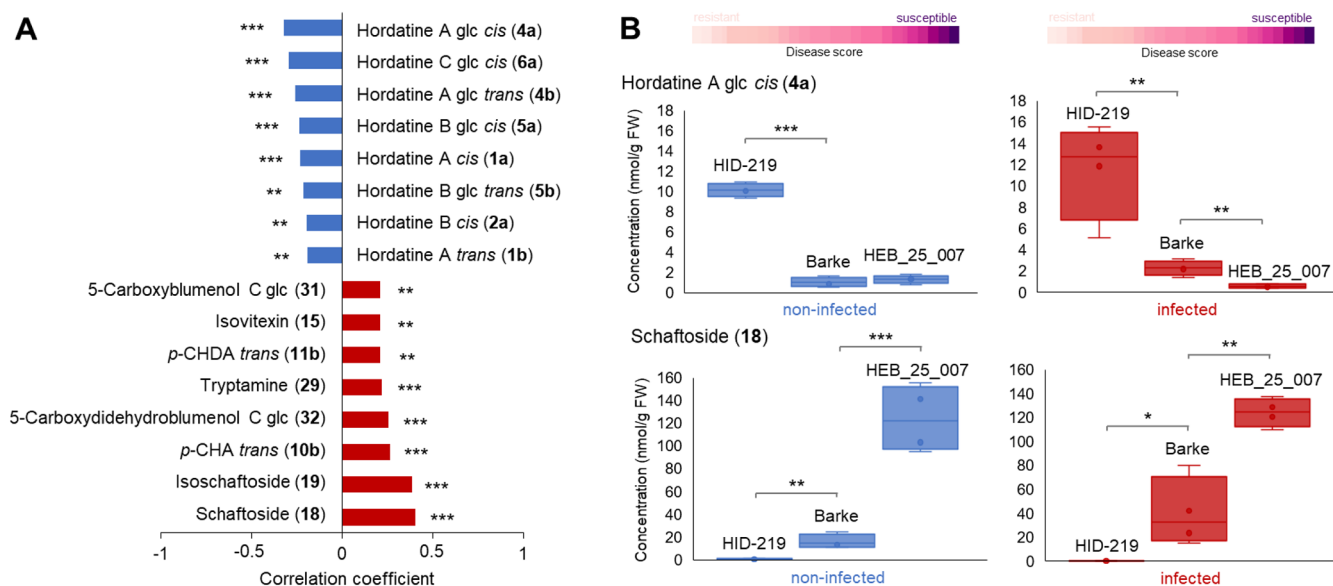 A
*** Hordatine A glc cis (4a)
*** Hordatine C glc cis (6a)
*** Hordatine A glc trans (4b)
*** Hordatine B glc cis (5a)
*** Hordatine A cis (1a)
** Hordatine B glc trans (5b)
** Hordatine B cis (2a)
** Hordatine A trans (1b)
5-Carboxyblumenol C glc (31) **
Isovitexin (15) **
p-CHDA trans (11b) **
Tryptamine (29) ***
5-Carboxydidehydroblumenol C glc (32) ***
p-CHA trans (10b) ***
Isoschaftoside (19) ***
Schaftoside (18) ***
-1 -0.5 0 0.5 1
Correlation coefficient
B
resistant susceptible
Disease score
resistant susceptible
Disease score
Hordatine A glc cis (4a)
Concentration (nmol/g FW)
18
16
14
12
10
8
6
4
2
0
***
HID-219
Barke
HEB_25_007
non-infected
18
16
14
12
10
8
6
4
2
0
**
HID-219
**
Barke
HEB_25_007
infected
Schaftoside (18)
Concentration (nmol/g FW)
160
140
120
100
80
60
40
20
0
***
HEB_25_007
**
Barke
HID-219
non-infected
160
140
120
100
80
60
40
20
0
**
HEB_25_007
*
Barke
HID-219
infected